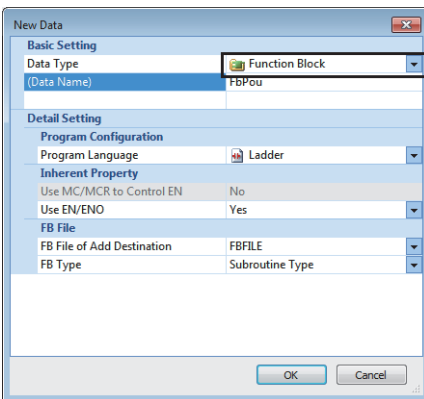 New Data
Basic Setting
Data Type Function Block
(Data Name) FbPou
Detail Setting
Program Configuration
Program Language Ladder
Inherent Property
Use MC/MCR to Control EN No
Use EN/ENO Yes
FB File
FB File of Add Destination FBFILE
FB Type Subroutine Type
OK Cancel